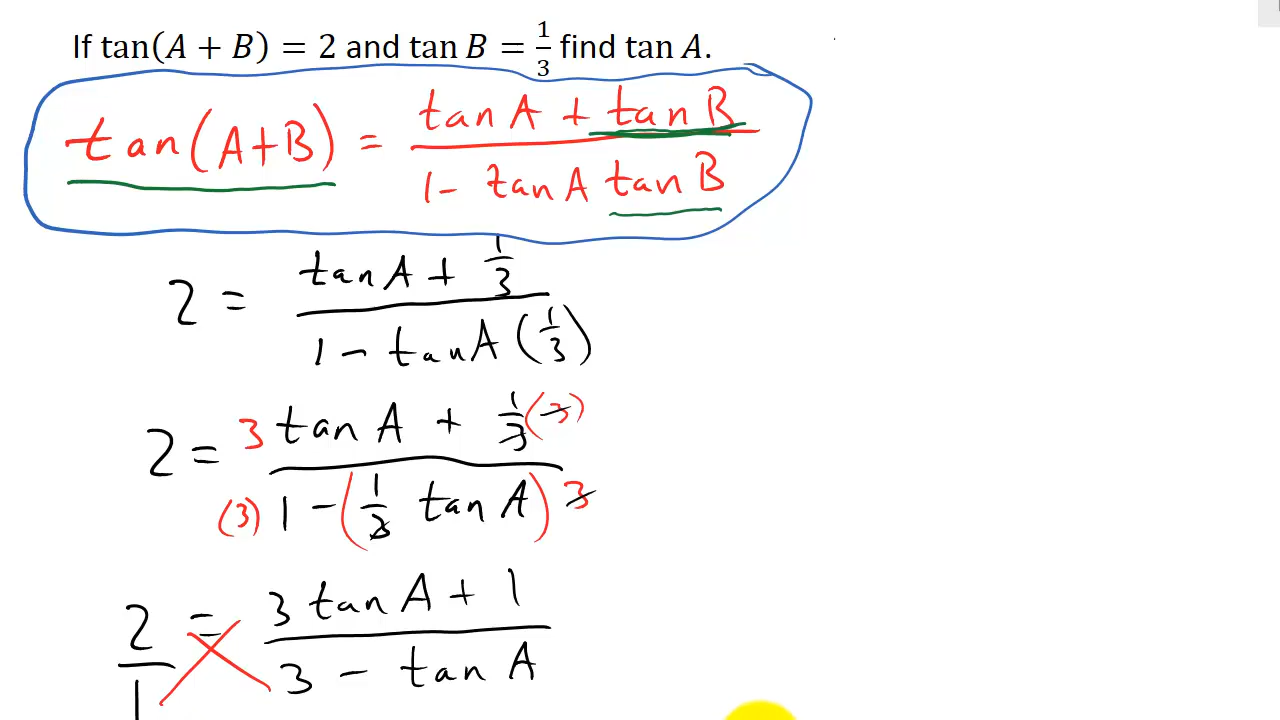 If tan(A + B) = 2 and tan B = 1/3 find tan A.
tan(A+B) = (tan A + tan B)/(1 - tan A tan B)
2 = (tan A + 1/3)/(1 - tan A (1/3))
2 = (3 tan A + 1/3 (3))/((3) 1 - (1/3 tan A) 3)
2/1 = (3 tan A + 1)/(3 - tan A)